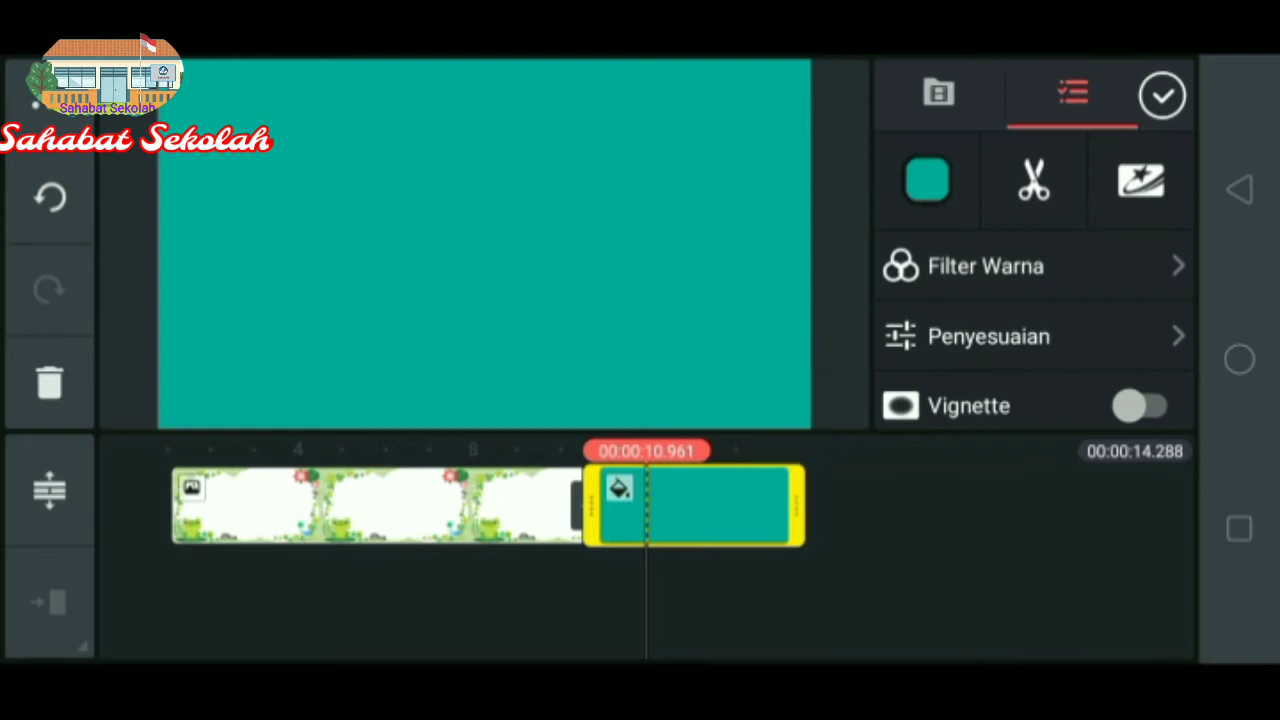 Sahabat Sekolah
Sahabat Sekolah
Filter Warna
Penyesuaian
Vignette
4
8
00:00:10.961
00:00:14.288